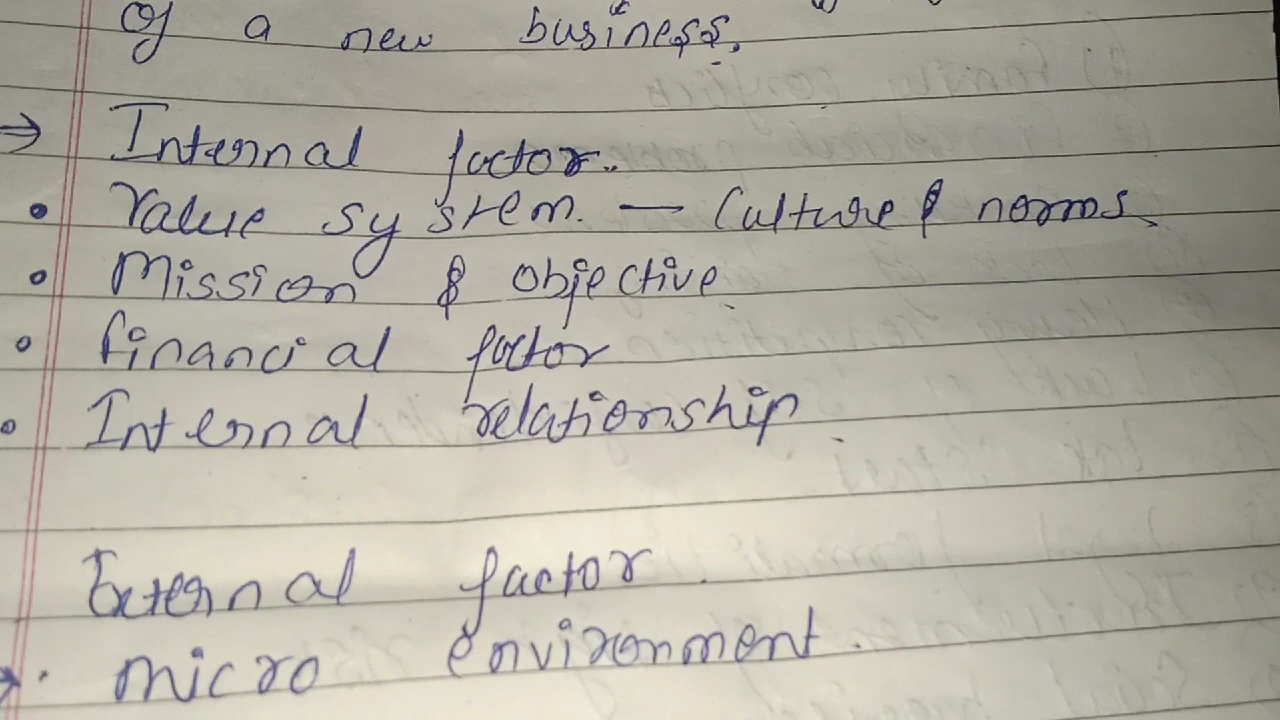 of a new business.
⇒ Internal factor.
• Value system. — Culture & norms
• Mission & objective
• financial factor
• Internal relationship
External factor.
→. micro environment.